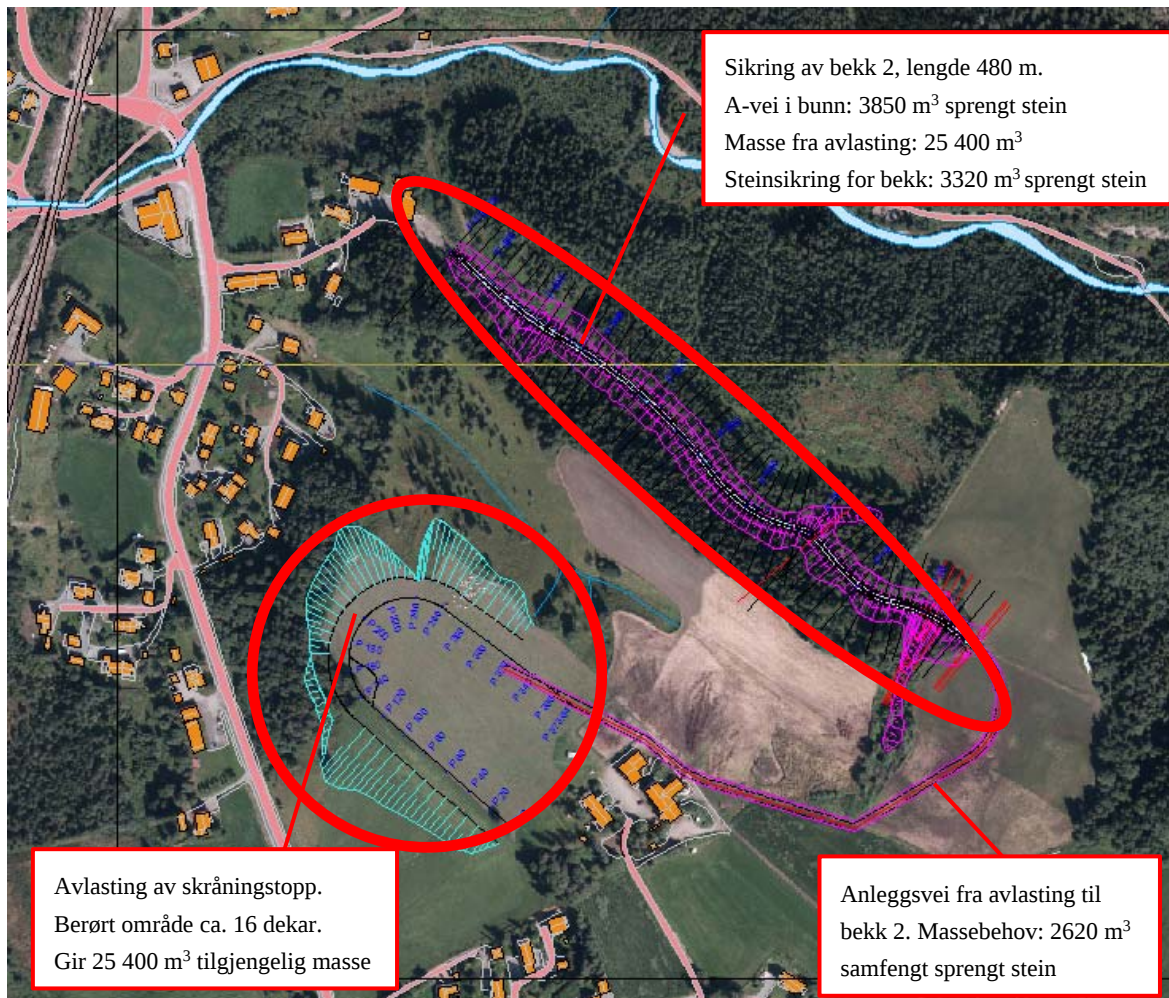 Sikring av bekk 2, lengde 480 m.
A-vei i bunn: 3850 m³ sprengt stein
Masse fra avlasting: 25 400 m³
Steinsikring for bekk: 3320 m³ sprengt stein
Avlasting av skråningstopp.
Berørt område ca. 16 dekar.
Gir 25 400 m³ tilgjengelig masse
Anleggsvei fra avlasting til
bekk 2. Massebehov: 2620 m³
samfengt sprengt stein